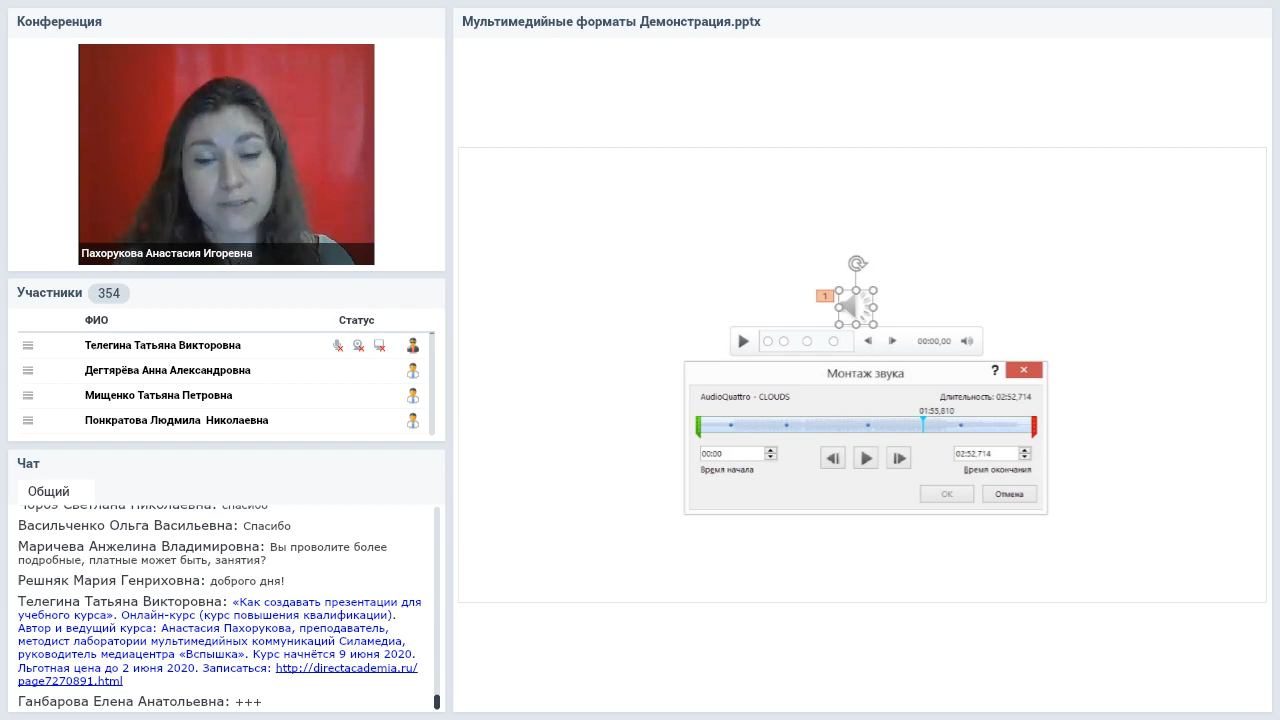 Конференция
Пахорукова Анастасия Игоревна
Участники 354
ФИО Статус
Телегина Татьяна Викторовна
Дегтярёва Анна Александровна
Мищенко Татьяна Петровна
Понкратова Людмила Николаевна
Чат
Общий
Васильченко Ольга Васильевна: Спасибо
Маричева Анжелина Владимировна: Вы проволите более
подробные, платные может быть, занятия?
Решняк Мария Генриховна: доброго дня!
Телегина Татьяна Викторовна: «Как создавать презентации для
учебного курса». Онлайн-курс (курс повышения квалификации).
Автор и ведущий курса: Анастасия Пахорукова, преподаватель,
методист лаборатории мультимедийных коммуникаций Силамедиа,
руководитель медиацентра «Вспышка». Курс начнётся 9 июня 2020.
Льготная цена до 2 июня 2020. Записаться: http://directacademia.ru/
page7270891.html
Ганбарова Елена Анатольевна: +++
Мультимедийные форматы Демонстрация.pptx
1
00:00,00
Монтаж звука ?
AudioQuattro - CLOUDS Длительность: 02:52,714
01:55,810
00:00 02:52,714
Время начала Время окончания
OK Отмена